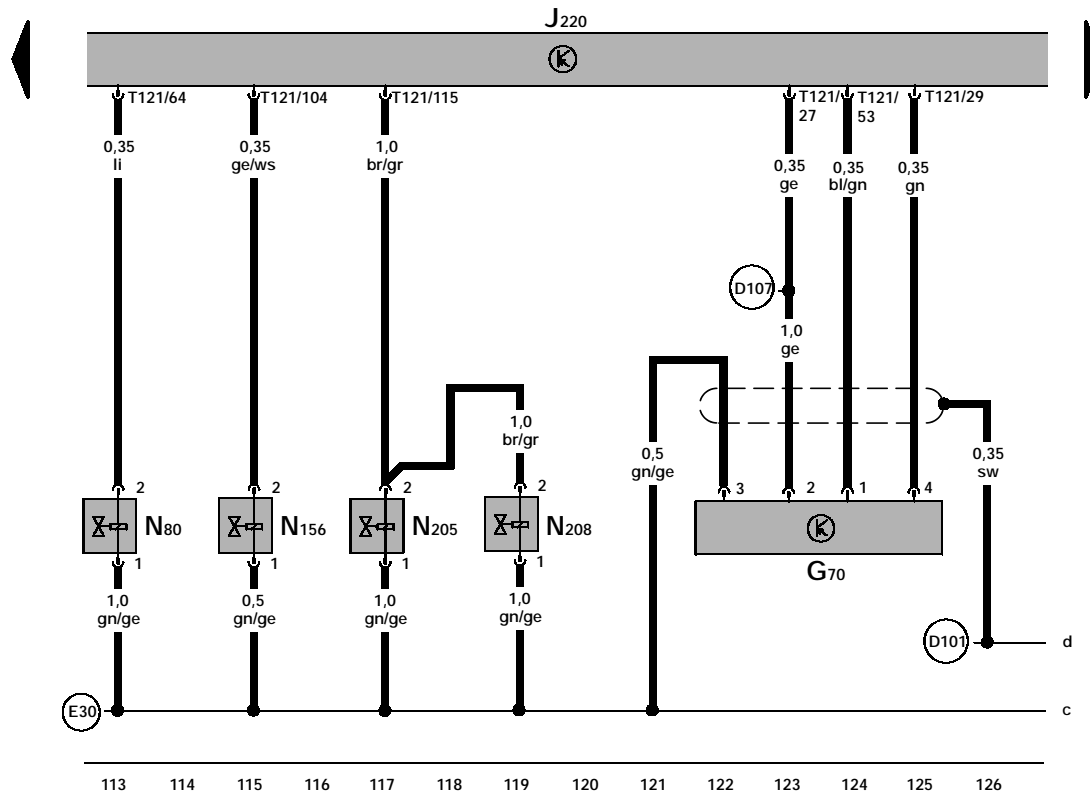 J220
T121/64
T121/104
T121/115
T121/
27
T121/
53
T121/29
0,35
li
0,35
ge/ws
1,0
br/gr
0,35
ge
0,35
bl/gn
0,35
gn
D107
1,0
ge
1,0
br/gr
0,5
gn/ge
0,35
sw
2
2
2
2
3
2
1
4
N80
N156
N205
N208
G70
1
1
1
1
1,0
gn/ge
0,5
gn/ge
1,0
gn/ge
1,0
gn/ge
D101
d
E30
c
113 114 115 116 117 118 119 120 121 122 123 124 125 126